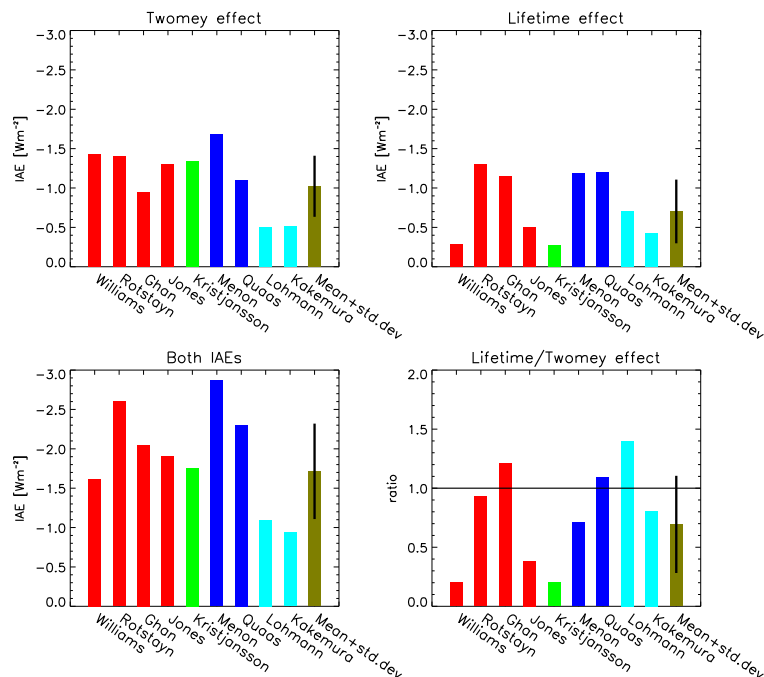 Twomey effect
IAE [Wm⁻²]
−3.0
−2.5
−2.0
−1.5
−1.0
−0.5
0.0
Williams
Rotstayn
Ghan
Jones
Kristjansson
Menon
Quaas
Lohmann
Kakemura
Mean+std.dev
Lifetime effect
IAE [Wm⁻²]
−3.0
−2.5
−2.0
−1.5
−1.0
−0.5
0.0
Williams
Rotstayn
Ghan
Jones
Kristjansson
Menon
Quaas
Lohmann
Kakemura
Mean+std.dev
Both IAEs
IAE [Wm⁻²]
−3.0
−2.5
−2.0
−1.5
−1.0
−0.5
0.0
Williams
Rotstayn
Ghan
Jones
Kristjansson
Menon
Quaas
Lohmann
Kakemura
Mean+std.dev
Lifetime/Twomey effect
ratio
2.0
1.5
1.0
0.5
0.0
Williams
Rotstayn
Ghan
Jones
Kristjansson
Menon
Quaas
Lohmann
Kakemura
Mean+std.dev